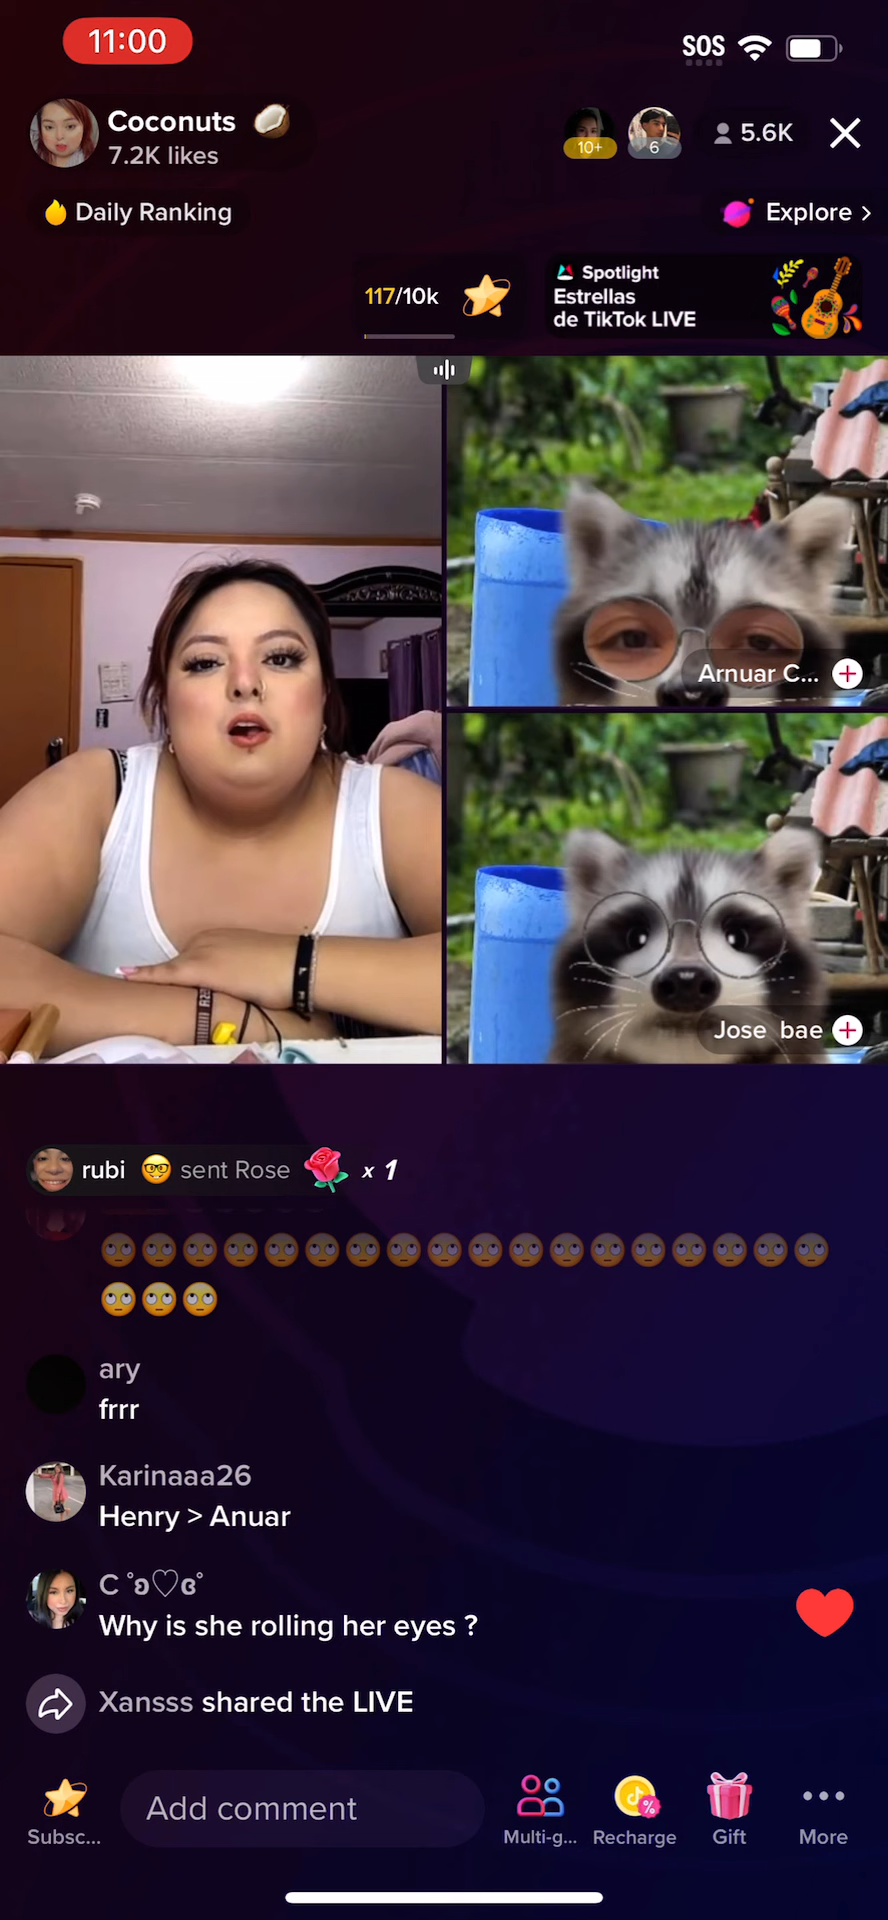 11:00
SOS
Coconuts 🥥
7.2K likes
10+
6
5.6K
Daily Ranking
Explore >
117/10k
Spotlight
Estrellas
de TikTok LIVE
Arnuar C...
Jose bae
rubi 🤓 sent Rose x 1
🙄🙄🙄🙄🙄🙄🙄🙄🙄🙄🙄🙄🙄🙄🙄🙄🙄🙄
🙄🙄🙄
ary
frrr
Karinaaa26
Henry > Anuar
C ˚ʚ♡ɞ˚
Why is she rolling her eyes ?
Xansss shared the LIVE
Subsc...
Add comment
Multi-g...
Recharge
Gift
More